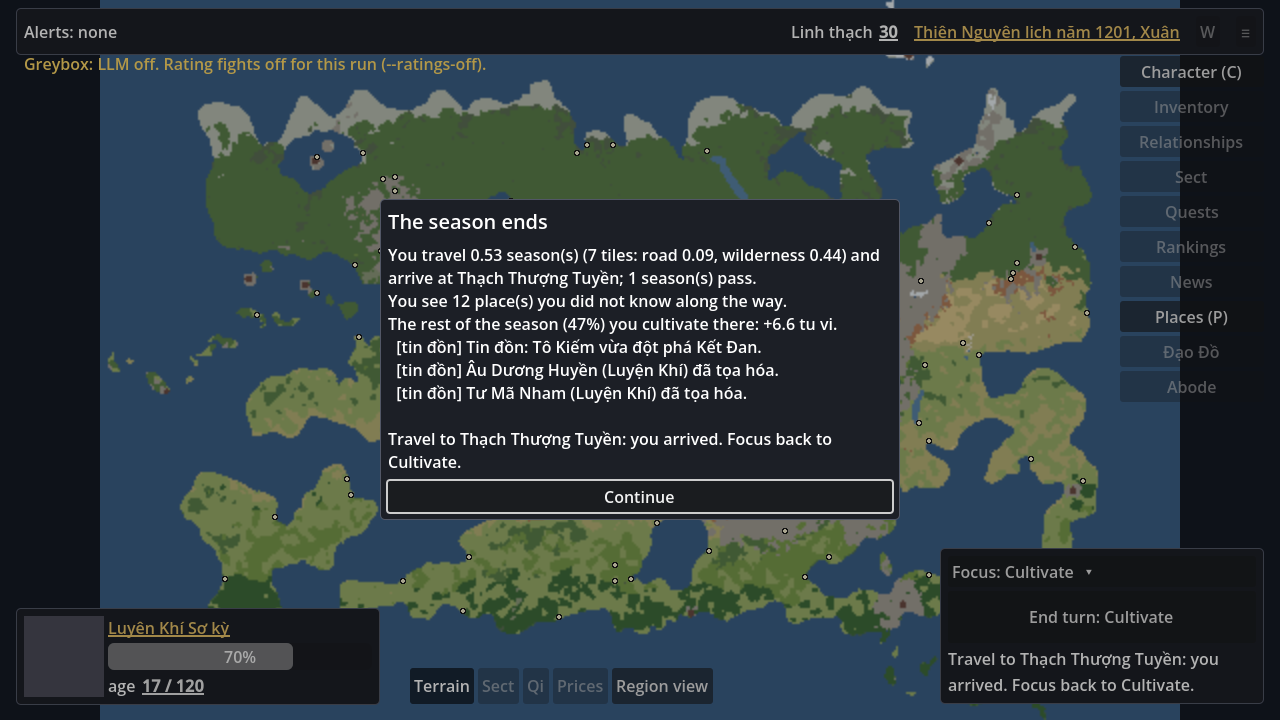 Alerts: none
Linh thạch 30 Thiên Nguyên lich năm 1201, Xuân W ≡
Greybox: LLM off. Rating fights off for this run (--ratings-off).
Character (C)
Inventory
Relationships
Sect
Quests
Rankings
News
Places (P)
Đạo Đồ
Abode
The season ends
You travel 0.53 season(s) (7 tiles: road 0.09, wilderness 0.44) and
arrive at Thạch Thượng Tuyền; 1 season(s) pass.
You see 12 place(s) you did not know along the way.
The rest of the season (47%) you cultivate there: +6.6 tu vi.
[tin đồn] Tin đồn: Tô Kiếm vừa đột phá Kết Đan.
[tin đồn] Âu Dương Huyền (Luyện Khí) đã tọa hóa.
[tin đồn] Tư Mã Nham (Luyện Khí) đã tọa hóa.
Travel to Thạch Thượng Tuyền: you arrived. Focus back to
Cultivate.
Continue
Focus: Cultivate ▾
End turn: Cultivate
Travel to Thạch Thượng Tuyền: you
arrived. Focus back to Cultivate.
Luyện Khí Sơ kỳ
70%
age 17 / 120
Terrain Sect Qi Prices Region view